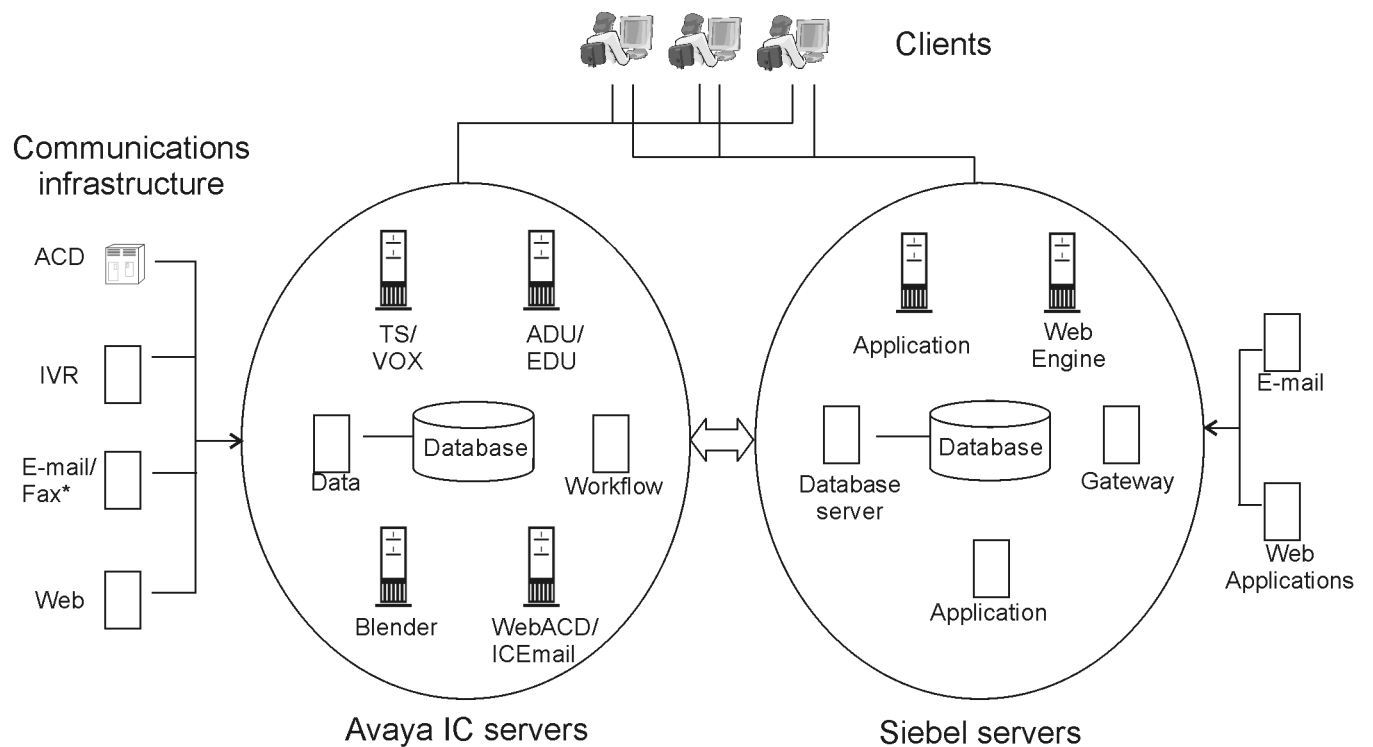 Clients
Communications
infrastructure
ACD
IVR
E-mail/
Fax*
Web
TS/
VOX
ADU/
EDU
Data
Database
Workflow
Blender
WebACD/
ICEmail
Avaya IC servers
Application
Web
Engine
Database
server
Database
Gateway
Application
Siebel servers
E-mail
Web
Applications